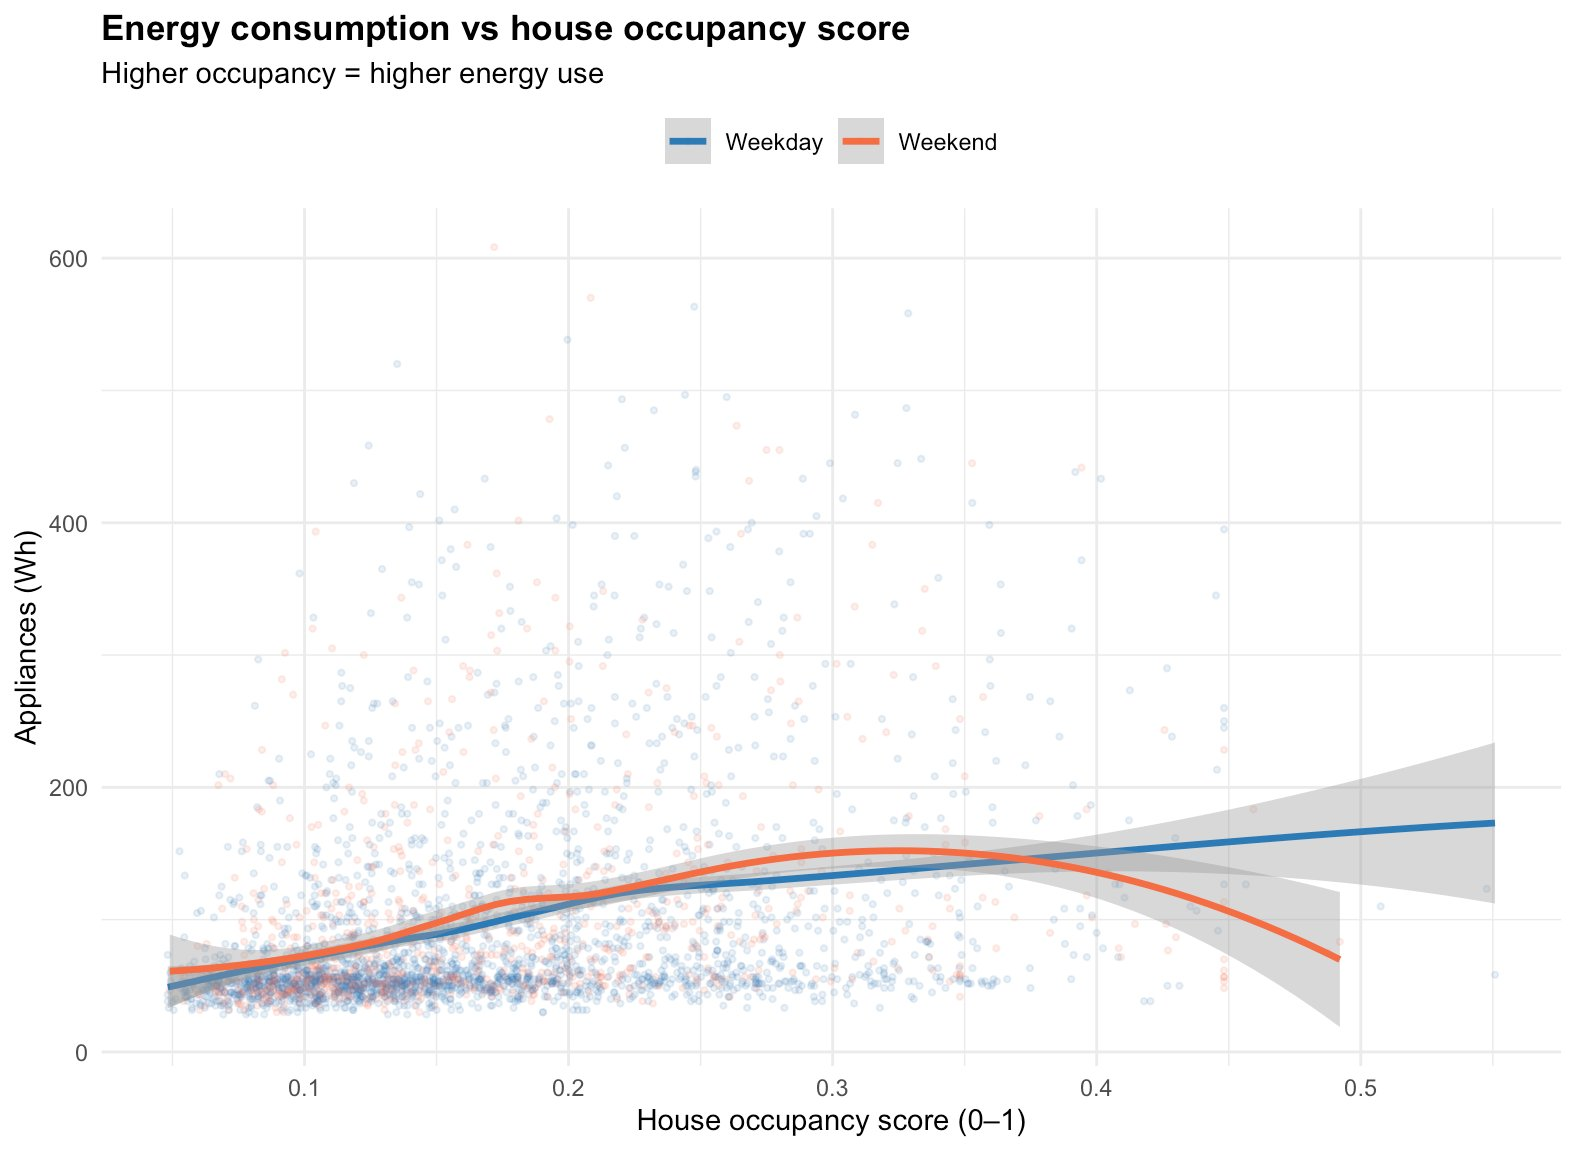 Energy consumption vs house occupancy score
Higher occupancy = higher energy use
Weekday Weekend
600
400
200
0
Appliances (Wh)
0.1 0.2 0.3 0.4 0.5
House occupancy score (0–1)